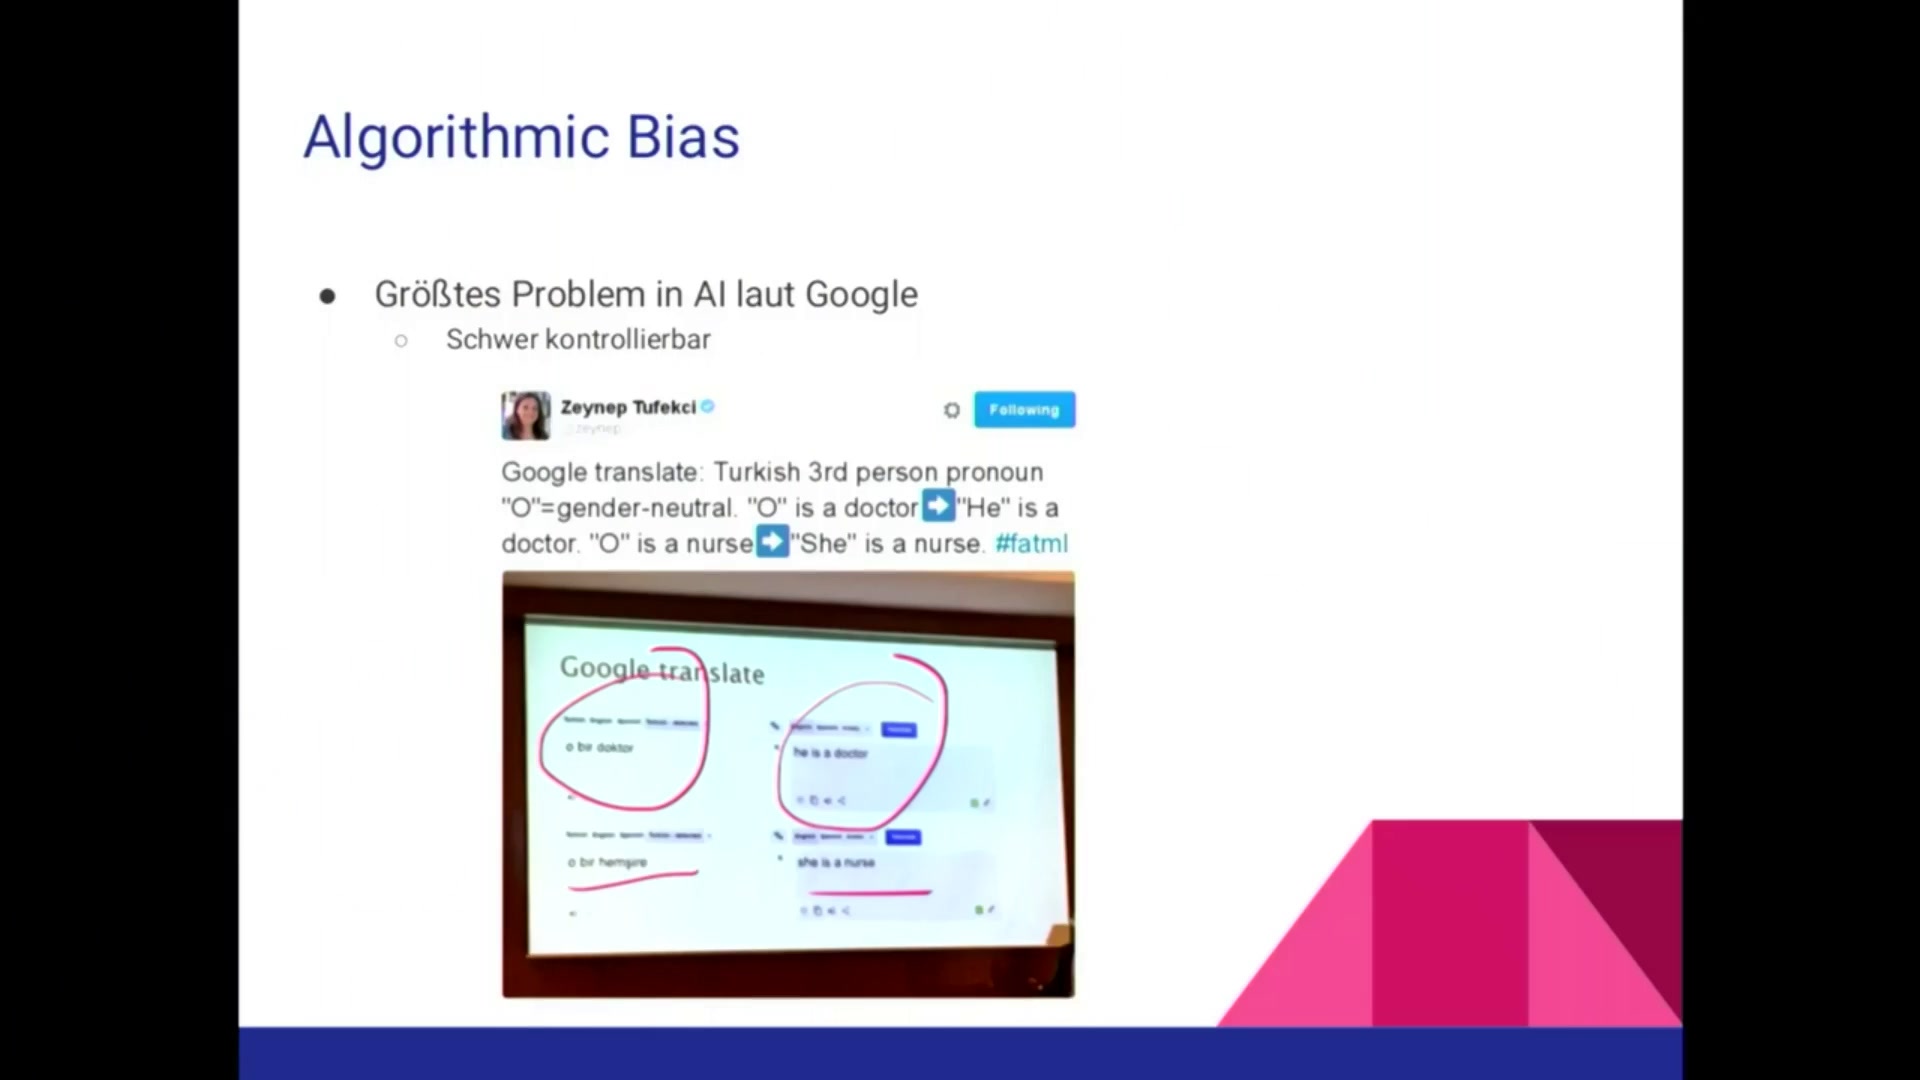 Algorithmic Bias
Größtes Problem in AI laut Google
Schwer kontrollierbar
Zeynep Tufekci
zeynep
Following
Google translate: Turkish 3rd person pronoun
"O"=gender-neutral. "O" is a doctor➡"He" is a
doctor. "O" is a nurse➡"She" is a nurse. #fatml
Google translate
o bir doktor
he is a doctor
o bir hemşire
she is a nurse